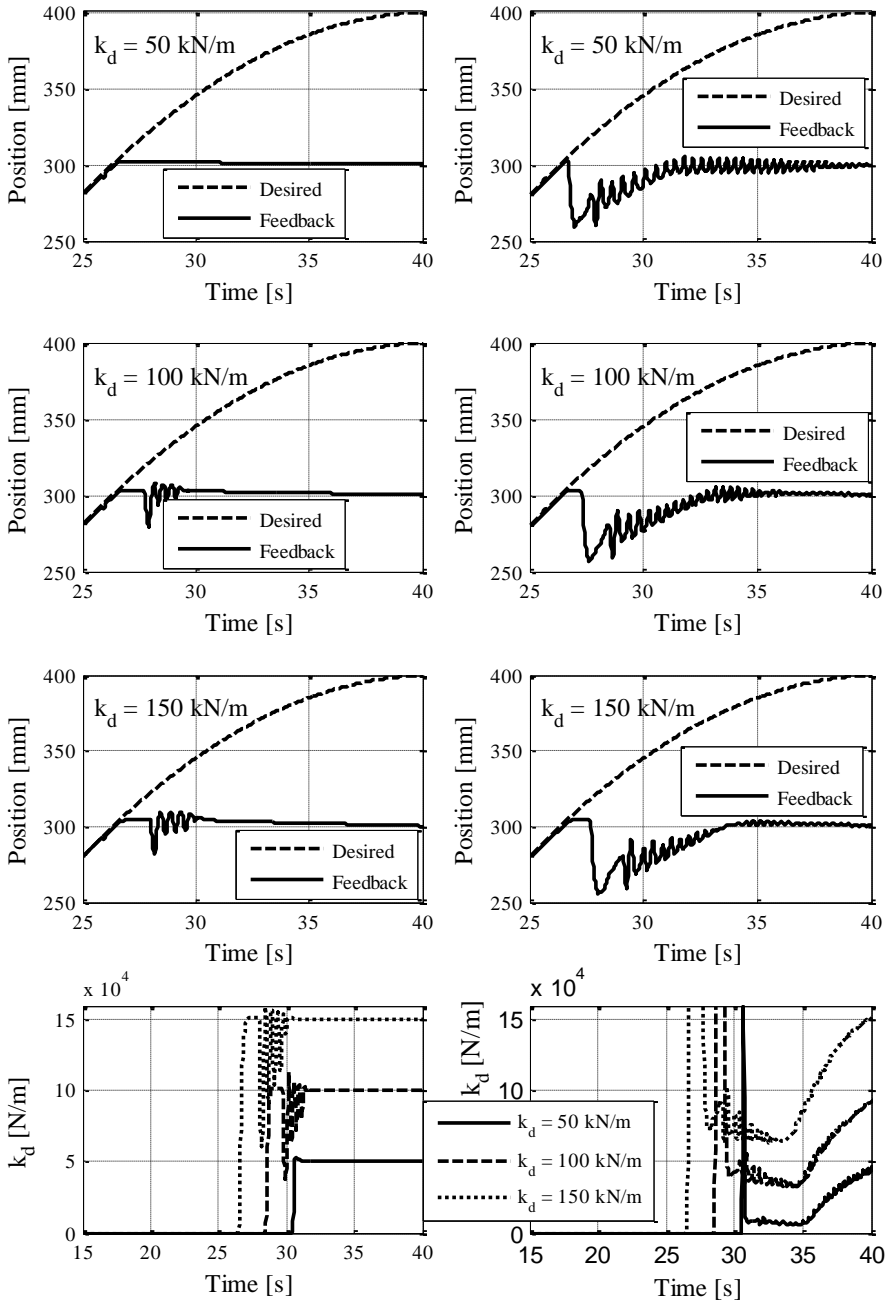 k_d = 50 kN/m
Position [mm]
400
350
300
250
Desired
Feedback
25
30
35
40
Time [s]
k_d = 50 kN/m
Position [mm]
400
350
300
250
Desired
Feedback
25
30
35
40
Time [s]
k_d = 100 kN/m
Position [mm]
400
350
300
250
Desired
Feedback
25
30
35
40
Time [s]
k_d = 100 kN/m
Position [mm]
400
350
300
250
Desired
Feedback
25
30
35
40
Time [s]
k_d = 150 kN/m
Position [mm]
400
350
300
250
Desired
Feedback
25
30
35
40
Time [s]
k_d = 150 kN/m
Position [mm]
400
350
300
250
Desired
Feedback
25
30
35
40
Time [s]
x 10^4
k_d [N/m]
15
10
5
0
15
20
25
30
35
40
Time [s]
x 10^4
k_d [N/m]
15
10
5
0
k_d = 50 kN/m
k_d = 100 kN/m
k_d = 150 kN/m
15
20
25
30
35
40
Time [s]